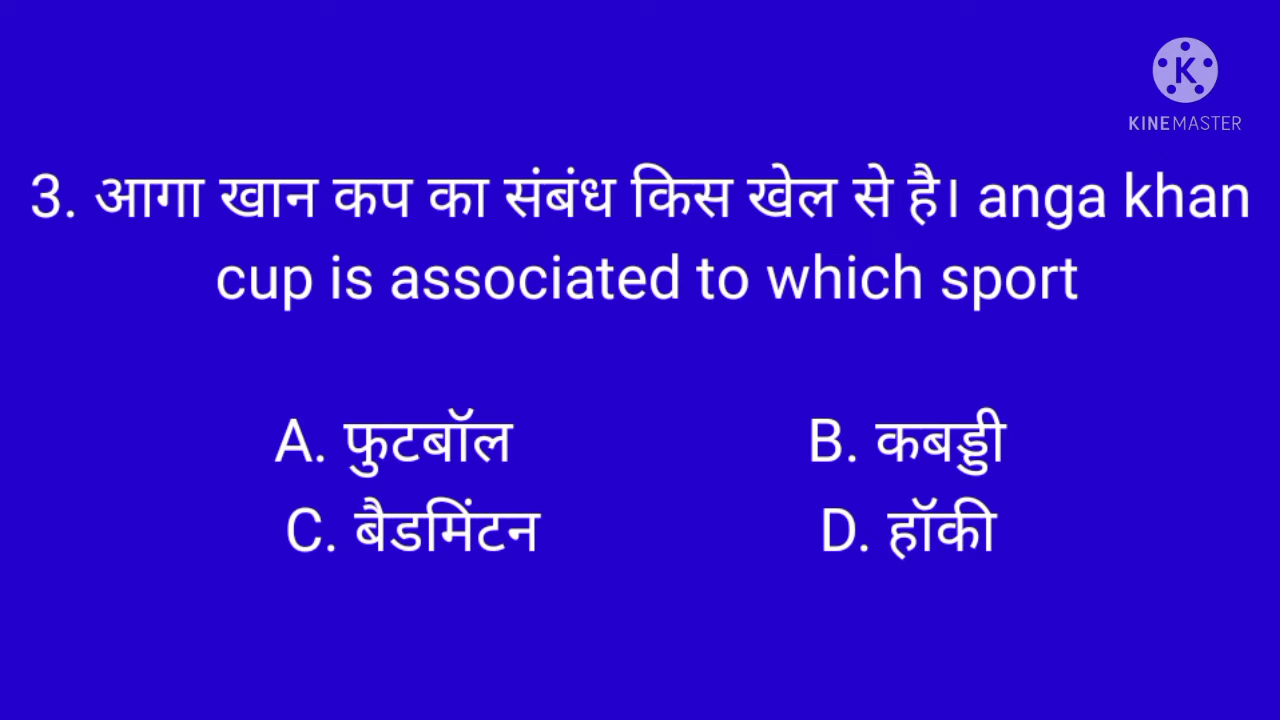 K
KINEMASTER
3. आगा खान कप का संबंध किस खेल से है। anga khan
cup is associated to which sport
A. फुटबॉल B. कबड्डी
C. बैडमिंटन D. हॉकी